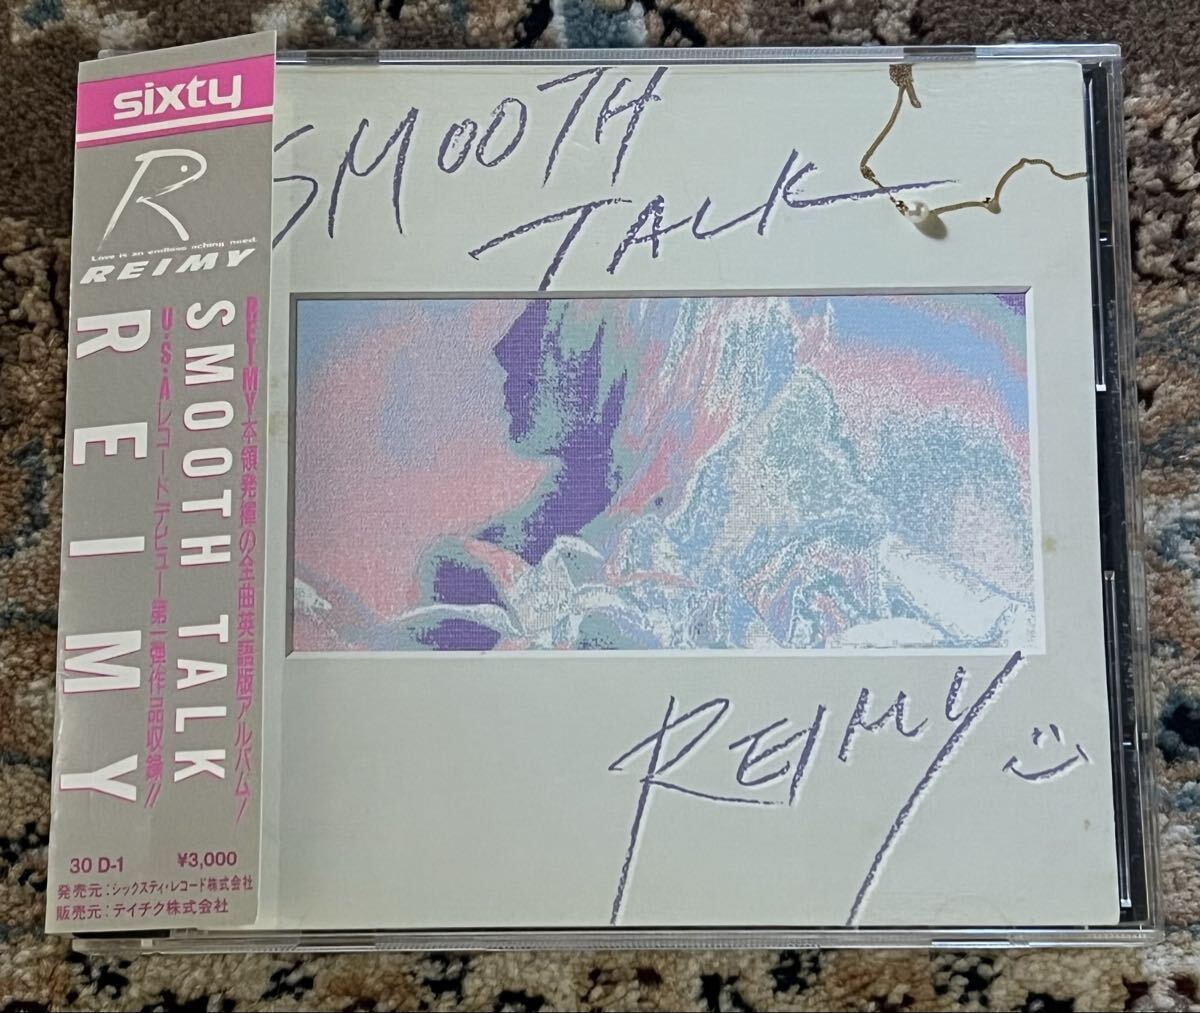 sixty
R
Love is an endless aching need.
REIMY
REIMY本領発揮の全曲英語版アルバム!
U・S・Aレコードデビュー第一弾作品収録!!
SMOOTH TALK
REIMY
30 D-1 ¥3,000
発売元:シックスティ・レコード株式会社
販売元:テイチク株式会社
SMOOTH
TALK
REIMY